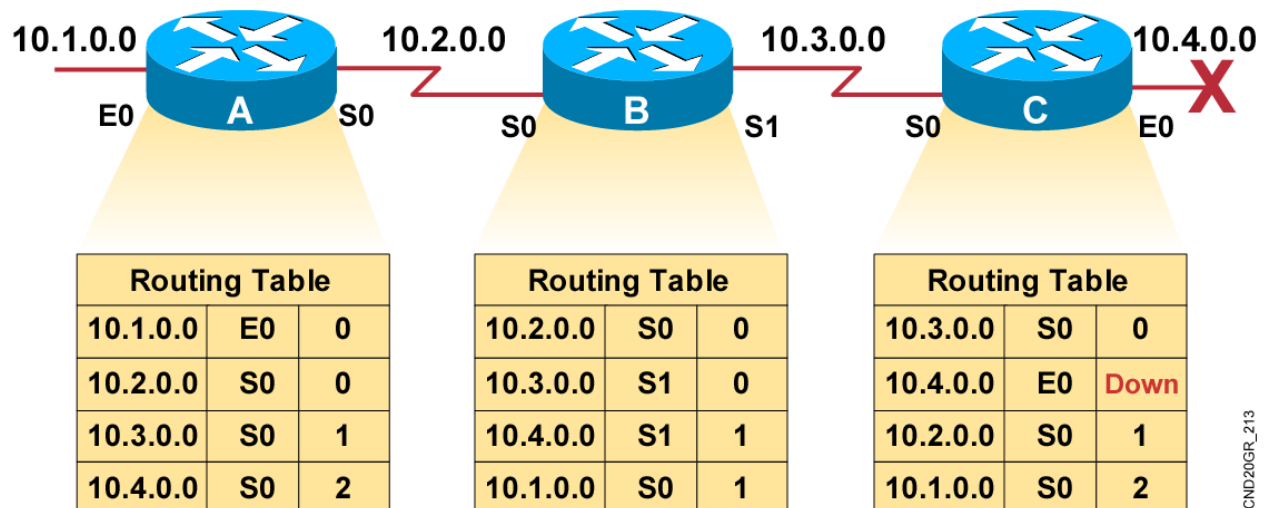 10.1.0.0 10.2.0.0 10.3.0.0 10.4.0.0
X
A B C
E0 S0 S0 S1 S0 E0
Routing Table Routing Table Routing Table
10.1.0.0 E0 0 10.2.0.0 S0 0 10.3.0.0 S0 0
10.2.0.0 S0 0 10.3.0.0 S1 0 10.4.0.0 E0 Down
10.3.0.0 S0 1 10.4.0.0 S1 1 10.2.0.0 S0 1
10.4.0.0 S0 2 10.1.0.0 S0 1 10.1.0.0 S0 2
CND20GR_213